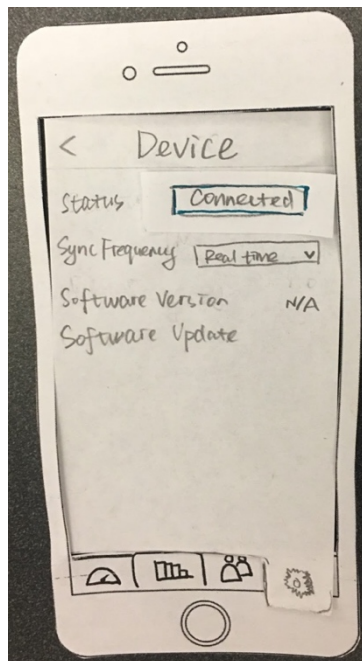 < Device
Status Connected
Sync Frequency Real time v
Software Version N/A
Software Update